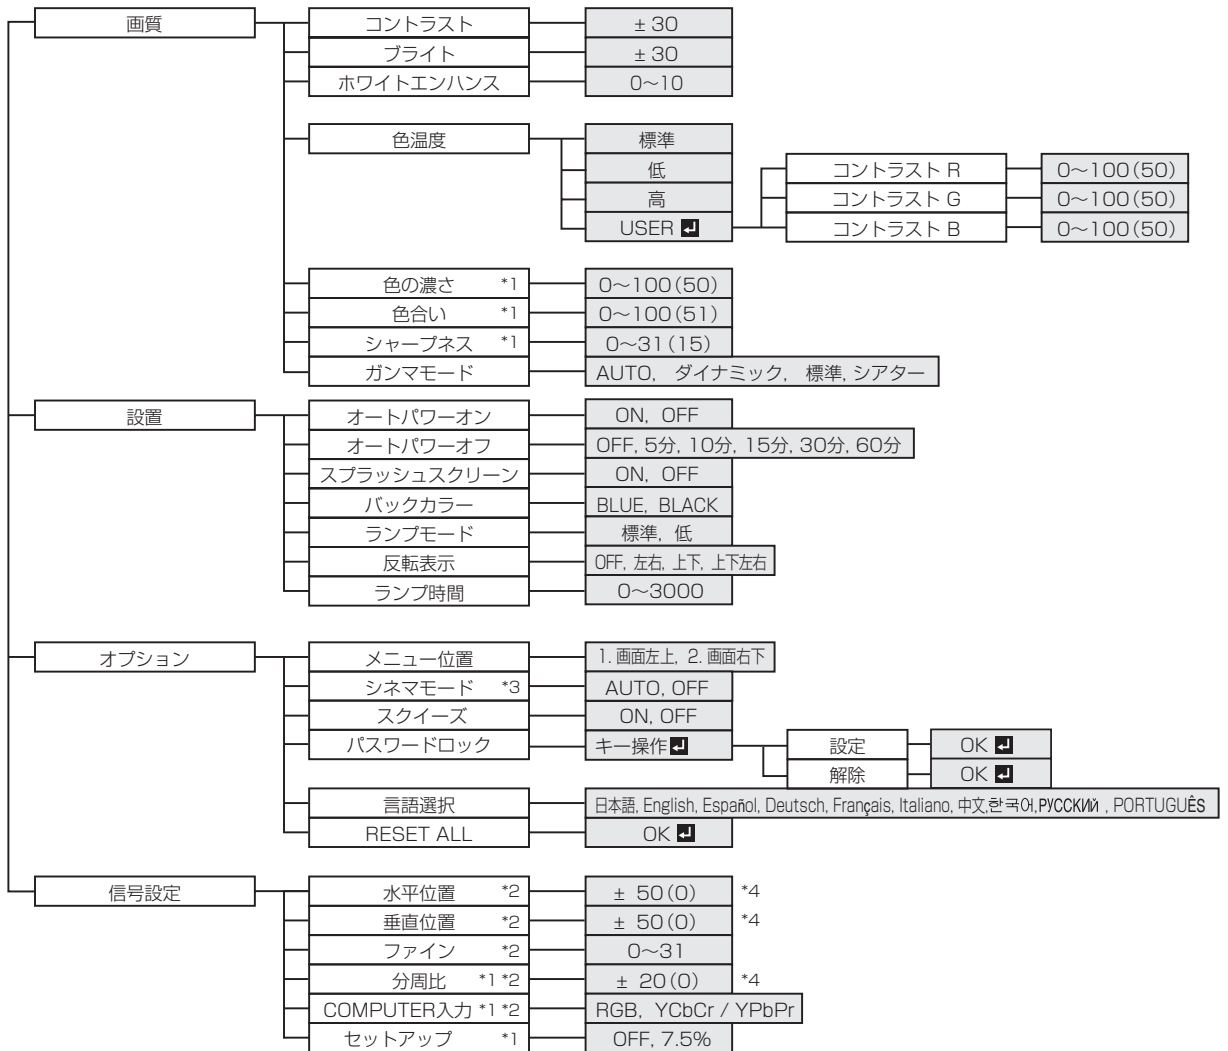 画質 コントラスト ±30
ブライト ±30
ホワイトエンハンス 0～10
色温度 標準
低 コントラスト R 0～100(50)
高 コントラスト G 0～100(50)
USER コントラスト B 0～100(50)
色の濃さ *1 0～100(50)
色合い *1 0～100(51)
シャープネス *1 0～31(15)
ガンマモード AUTO, ダイナミック, 標準, シアター
設置 オートパワーオン ON, OFF
オートパワーオフ OFF, 5分, 10分, 15分, 30分, 60分
スプラッシュスクリーン ON, OFF
バックカラー BLUE, BLACK
ランプモード 標準, 低
反転表示 OFF, 左右, 上下, 上下左右
ランプ時間 0～3000
オプション メニュー位置 1. 画面左上, 2. 画面右下
シネマモード *3 AUTO, OFF
スクイーズ ON, OFF
パスワードロック キー操作 設定 OK
解除 OK
言語選択 日本語, English, Español, Deutsch, Français, Italiano, 中文,한국어,РУССКИЙ , PORTUGUÊS
RESET ALL OK
信号設定 水平位置 *2 ± 50(0) *4
垂直位置 *2 ± 50(0) *4
ファイン *2 0～31
分周比 *1 *2 ± 20(0) *4
COMPUTER入力 *1 *2 RGB, YCbCr / YPbPr
セットアップ *1 OFF, 7.5%